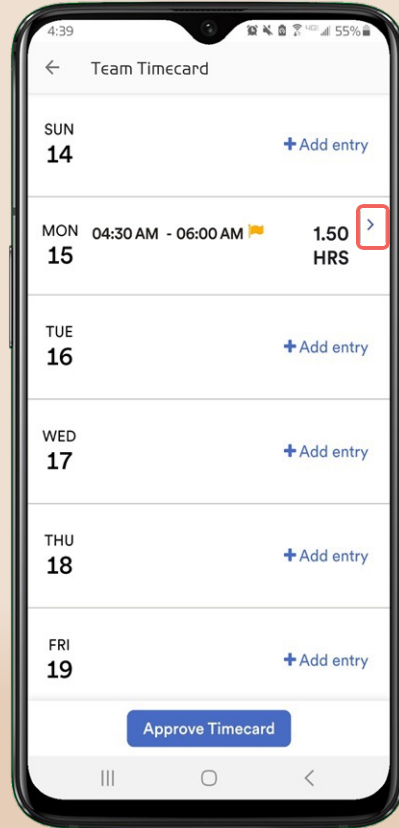 4:39
4GE 55%
Team Timecard
SUN
14
+ Add entry
MON 04:30 AM - 06:00 AM 1.50
15 HRS
TUE
16
+ Add entry
WED
17
+ Add entry
THU
18
+ Add entry
FRI
19
+ Add entry
Approve Timecard